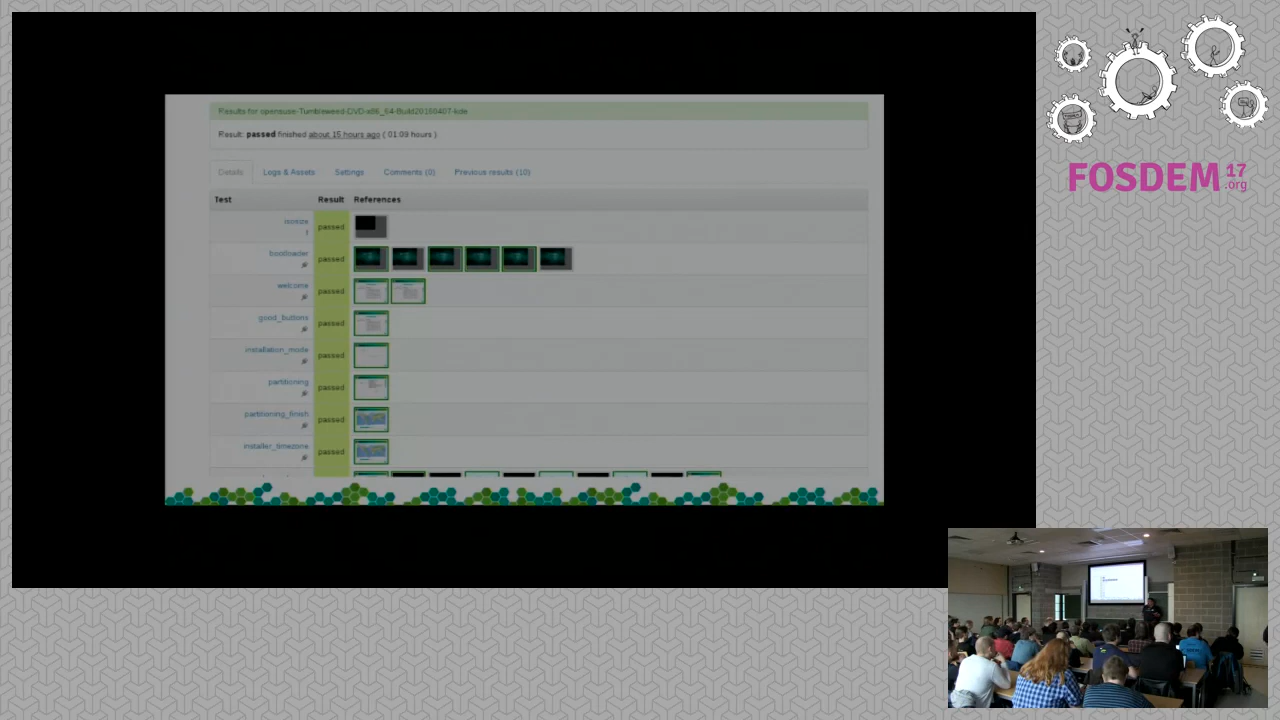 Results for opensuse-Tumbleweed-DVD-x86_64-Build20160407-kde
Result: passed finished about 15 hours ago ( 01:09 hours )
Details Logs & Assets Settings Comments (0) Previous results (10)
Test Result References
isosize passed
bootloader passed
welcome passed
good_buttons passed
installation_mode passed
partitioning passed
partitioning_finish passed
installer_timezone passed
FOSDEM 17
.org